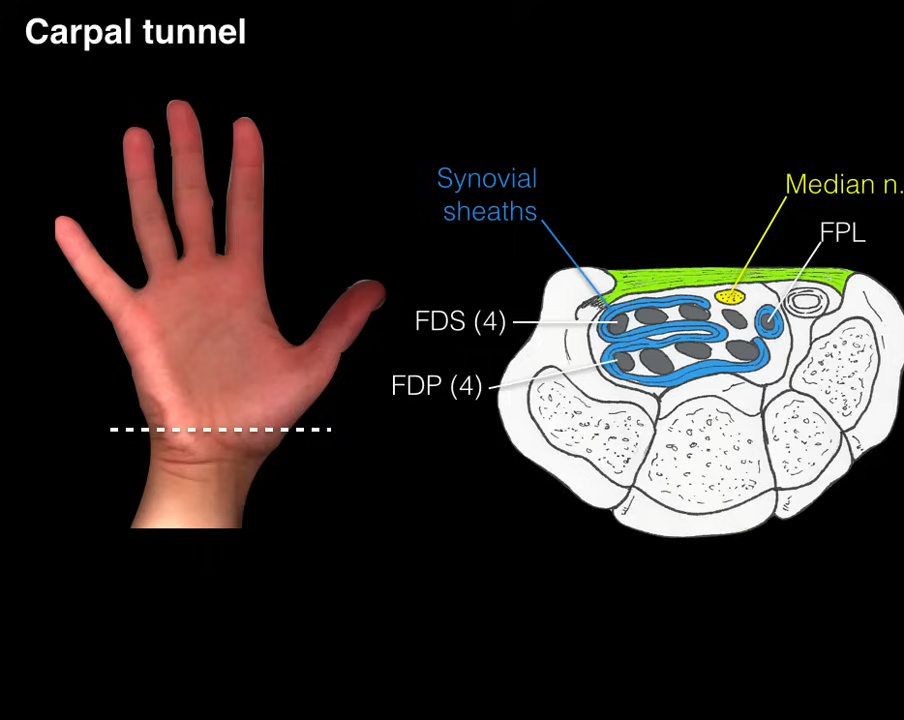 Carpal tunnel
Synovial
sheaths
Median n.
FPL
FDS (4)
FDP (4)